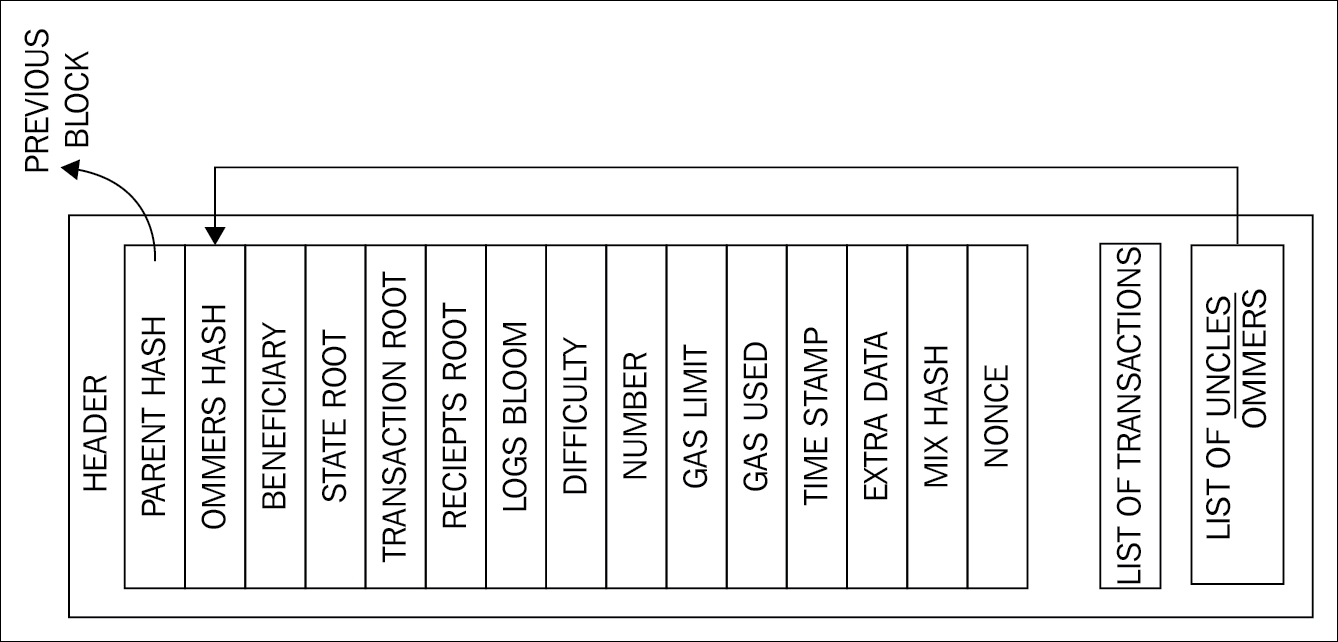 PREVIOUS
BLOCK
HEADER
PARENT HASH
OMMERS HASH
BENEFICIARY
STATE ROOT
TRANSACTION ROOT
RECIEPTS ROOT
LOGS BLOOM
DIFFICULTY
NUMBER
GAS LIMIT
GAS USED
TIME STAMP
EXTRA DATA
MIX HASH
NONCE
LIST OF TRANSACTIONS
LIST OF UNCLES
OMMERS